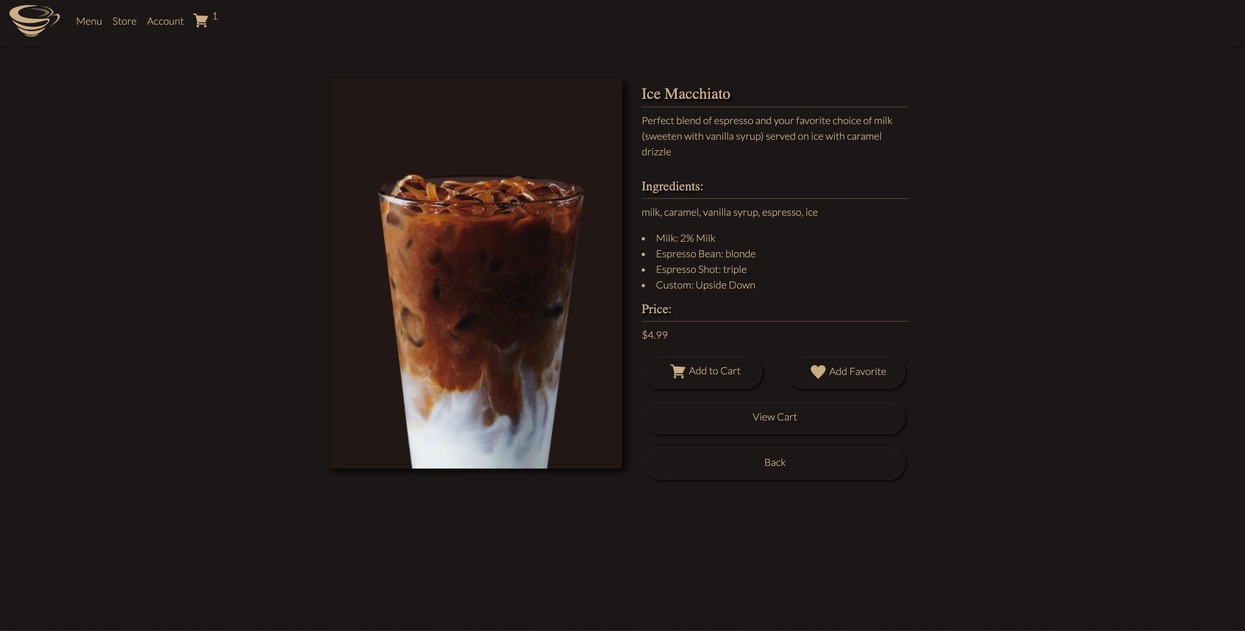 Menu Store Account 1
Ice Macchiato
Perfect blend of espresso and your favorite choice of milk
(sweeten with vanilla syrup) served on ice with caramel
drizzle
Ingredients:
milk, caramel, vanilla syrup, espresso, ice
• Milk: 2% Milk
• Espresso Bean: blonde
• Espresso Shot: triple
• Custom: Upside Down
Price:
$4.99
Add to Cart Add Favorite
View Cart
Back